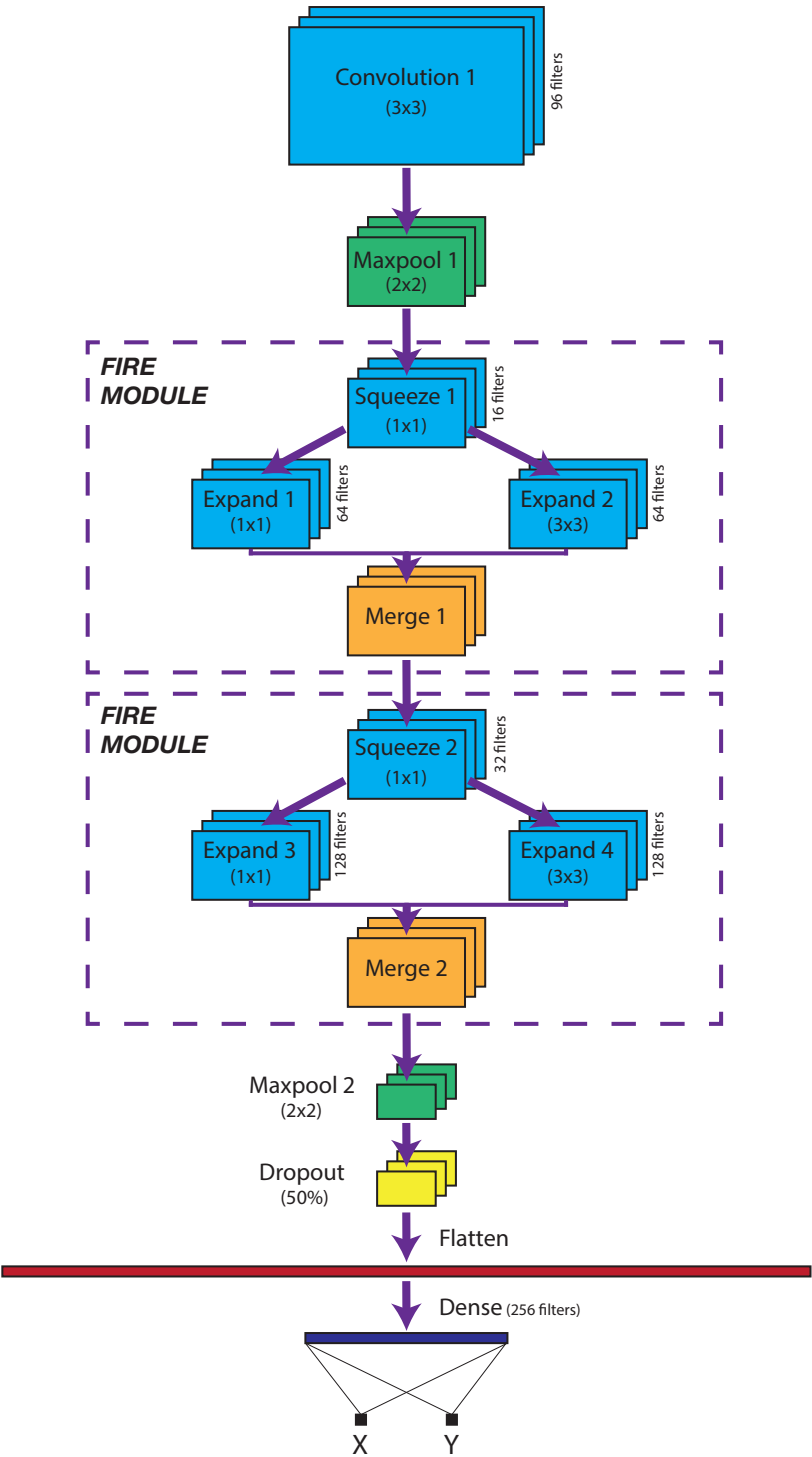 Convolution 1
(3x3)
96 filters
Maxpool 1
(2x2)
FIRE
MODULE
Squeeze 1
(1x1)
16 filters
Expand 1
(1x1)
64 filters
Expand 2
(3x3)
64 filters
Merge 1
FIRE
MODULE
Squeeze 2
(1x1)
32 filters
Expand 3
(1x1)
128 filters
Expand 4
(3x3)
128 filters
Merge 2
Maxpool 2
(2x2)
Dropout
(50%)
Flatten
Dense (256 filters)
X Y